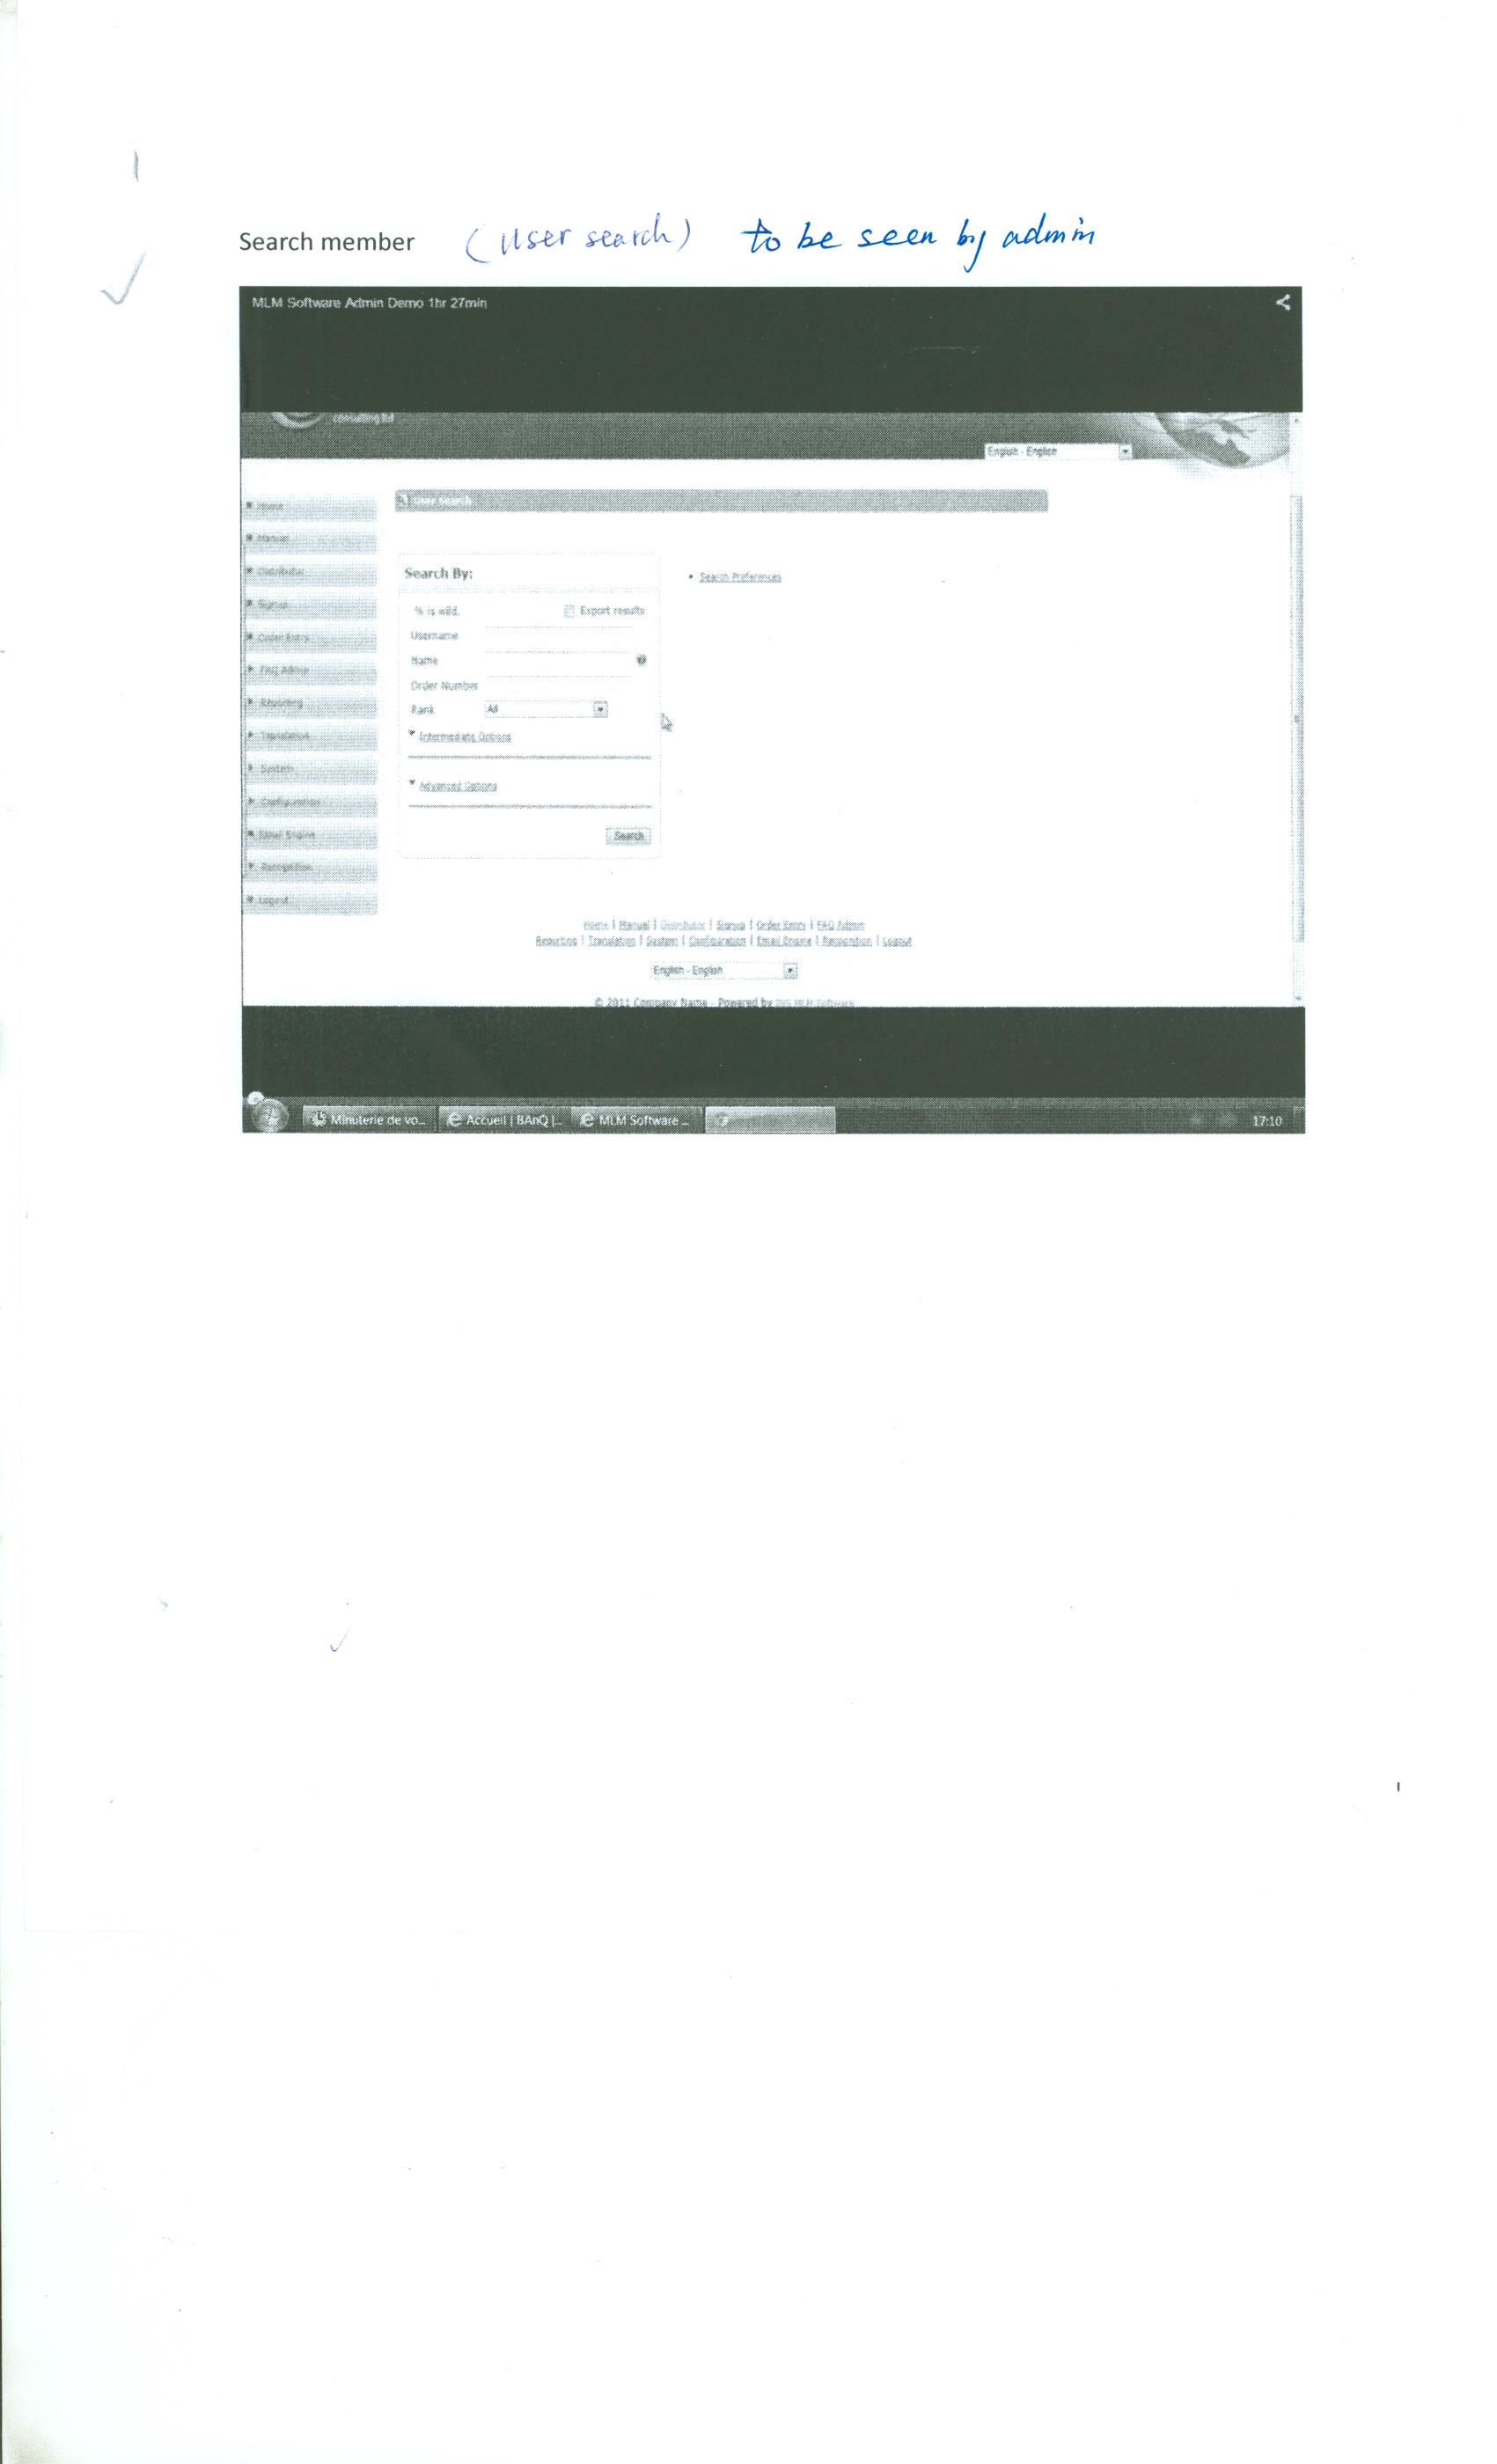 Search member (User search) to be seen by admin
MLM Software Admin Demo 1hr 27min
consulting ltd
English - English
User Search
Home
Manual
Distributor
Signup
Order Entry
FAQ Admin
Reporting
Translation
System
Configuration
Email Engine
Recognition
Logout
Search By:
Search Preferences
% is wild.
Export results
Username
Name
Order Number
Rank
All
Intermediate Options
Advanced Options
Search
Home | Manual | Distributor | Signup | Order Entry | FAQ Admin
Reporting | Translation | System | Configuration | Email Engine | Recognition | Logout
English - English
© 2011 Company Name - Powered by MLM Software
Minuterie de vo...
Accueil | BAnQ |...
MLM Software ...
17:10